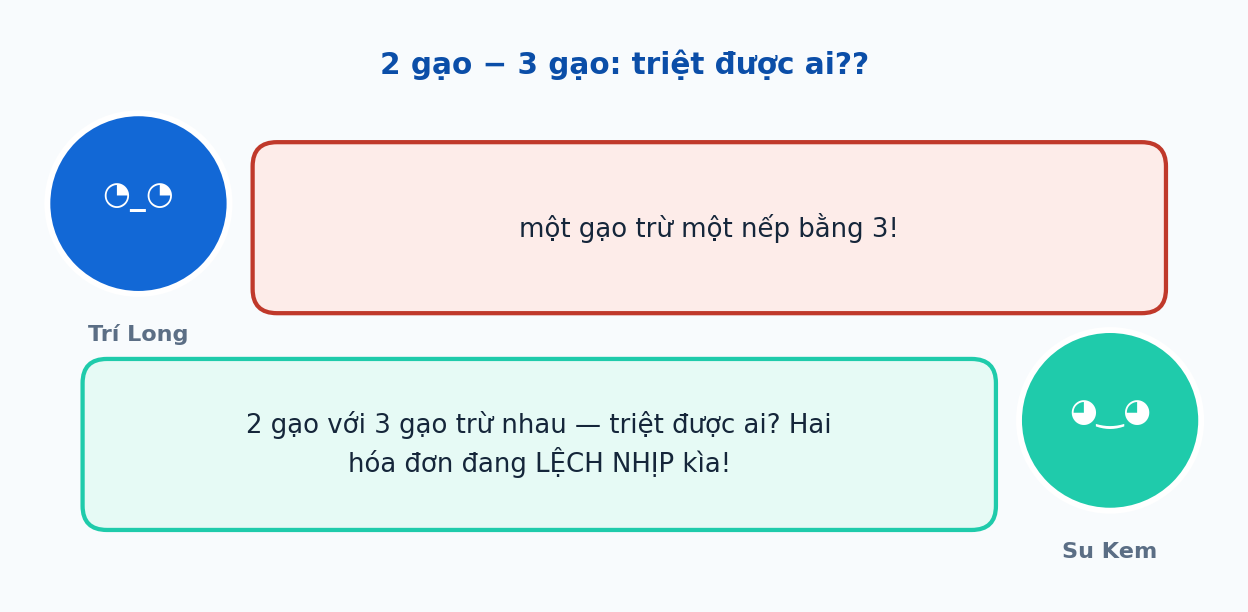 2 gạo − 3 gạo: triệt được ai??
một gạo trừ một nếp bằng 3!
Trí Long
2 gạo với 3 gạo trừ nhau — triệt được ai? Hai
hóa đơn đang LỆCH NHỊP kìa!
Su Kem